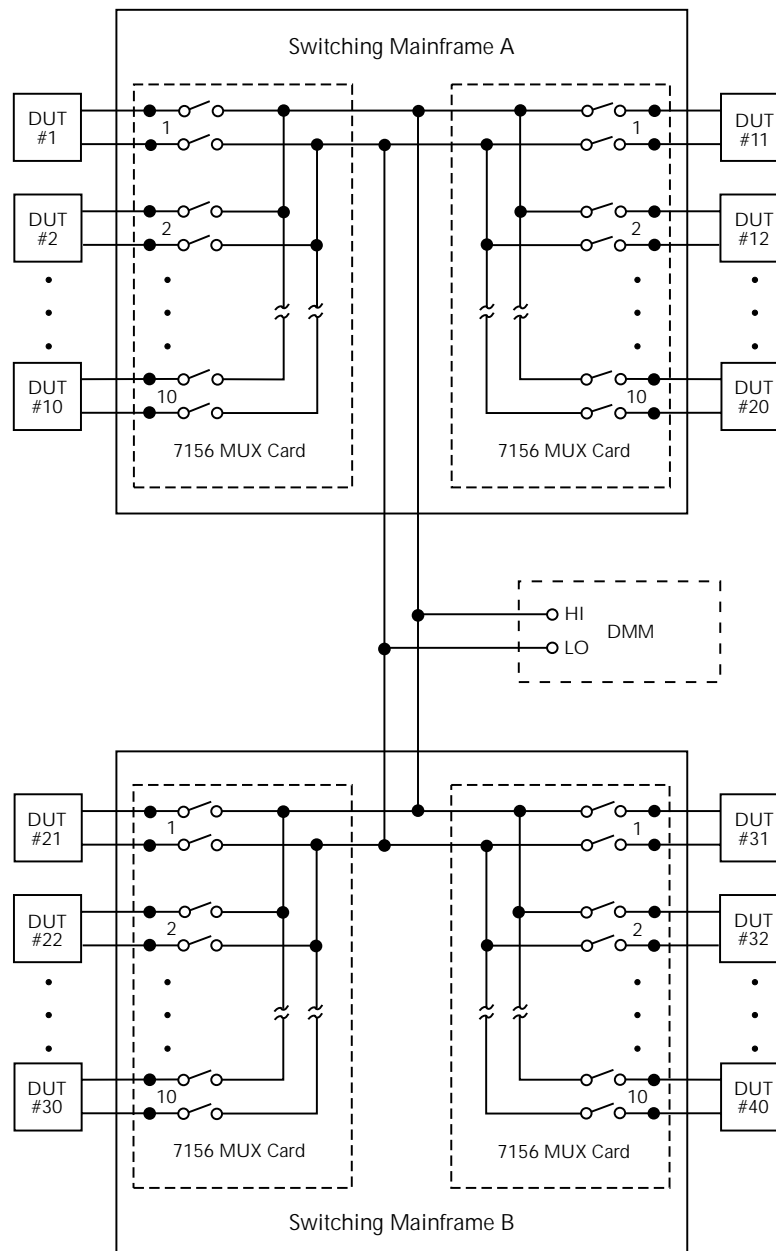 Switching Mainframe A
DUT
#1
1
1
DUT
#11
DUT
#2
2
2
DUT
#12
DUT
#10
10
10
DUT
#20
7156 MUX Card
7156 MUX Card
HI
DMM
LO
DUT
#21
1
1
DUT
#31
DUT
#22
2
2
DUT
#32
DUT
#30
10
10
DUT
#40
7156 MUX Card
7156 MUX Card
Switching Mainframe B